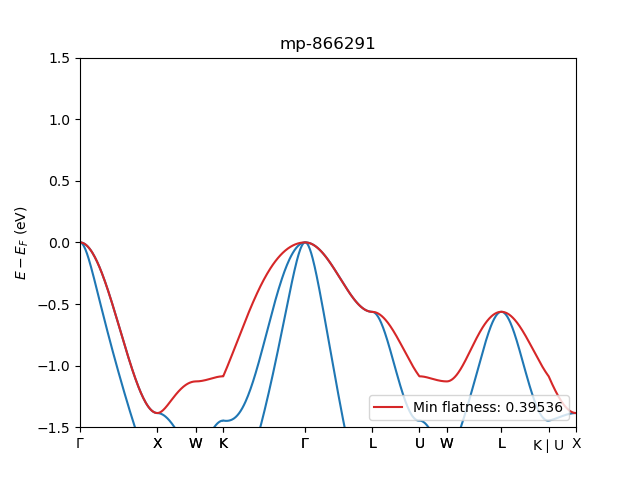 mp-866291
E − E_F (eV)
1.5
1.0
0.5
0.0
−0.5
−1.0
−1.5
Min flatness: 0.39536
Γ X W K Γ L U W L K | U X